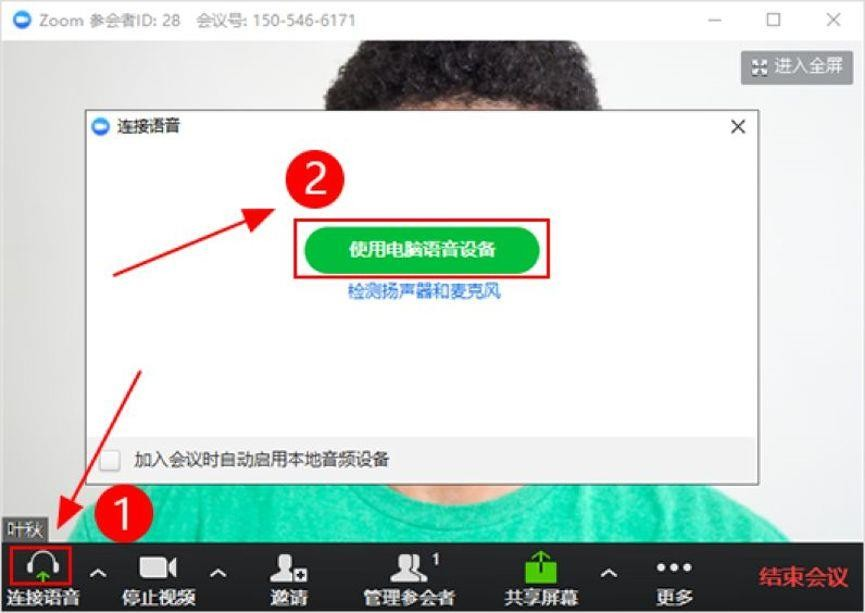 Zoom 参会者ID: 28 会议号: 150-546-6171
进入全屏
连接语音
2
使用电脑语音设备
检测扬声器和麦克风
加入会议时自动启用本地音频设备
1
叶秋
1
连接语音 停止视频 邀请 管理参会者 共享屏幕 更多 结束会议